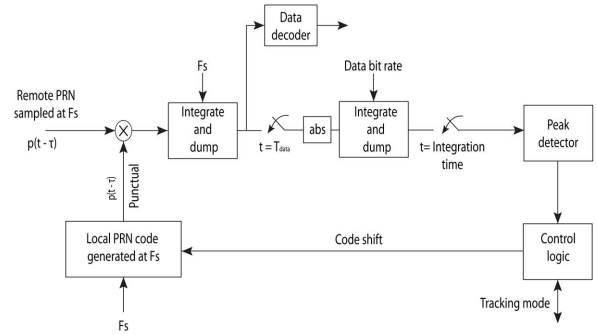 Data
decoder
Fs
Data bit rate
Remote PRN
sampled at Fs
p(t - τ)
Integrate
and
dump
t = Tdata
abs
Integrate
and
dump
t= Integration
time
Peak
detector
p(t - τ)
Punctual
Local PRN code
generated at Fs
Code shift
Control
logic
Fs
Tracking mode